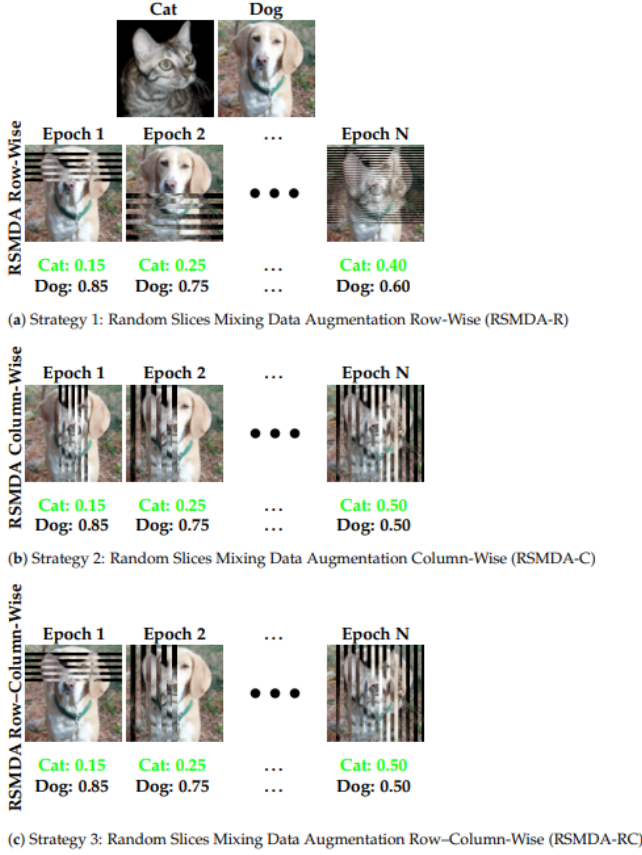 Cat Dog
RSMDA Row-Wise
Epoch 1 Epoch 2 ... Epoch N
Cat: 0.15 Cat: 0.25 ... Cat: 0.40
Dog: 0.85 Dog: 0.75 ... Dog: 0.60
(a) Strategy 1: Random Slices Mixing Data Augmentation Row-Wise (RSMDA-R)
RSMDA Column-Wise
Epoch 1 Epoch 2 ... Epoch N
Cat: 0.15 Cat: 0.25 ... Cat: 0.50
Dog: 0.85 Dog: 0.75 ... Dog: 0.50
(b) Strategy 2: Random Slices Mixing Data Augmentation Column-Wise (RSMDA-C)
RSMDA Row–Column-Wise
Epoch 1 Epoch 2 ... Epoch N
Cat: 0.15 Cat: 0.25 ... Cat: 0.50
Dog: 0.85 Dog: 0.75 ... Dog: 0.50
(c) Strategy 3: Random Slices Mixing Data Augmentation Row–Column-Wise (RSMDA-RC)